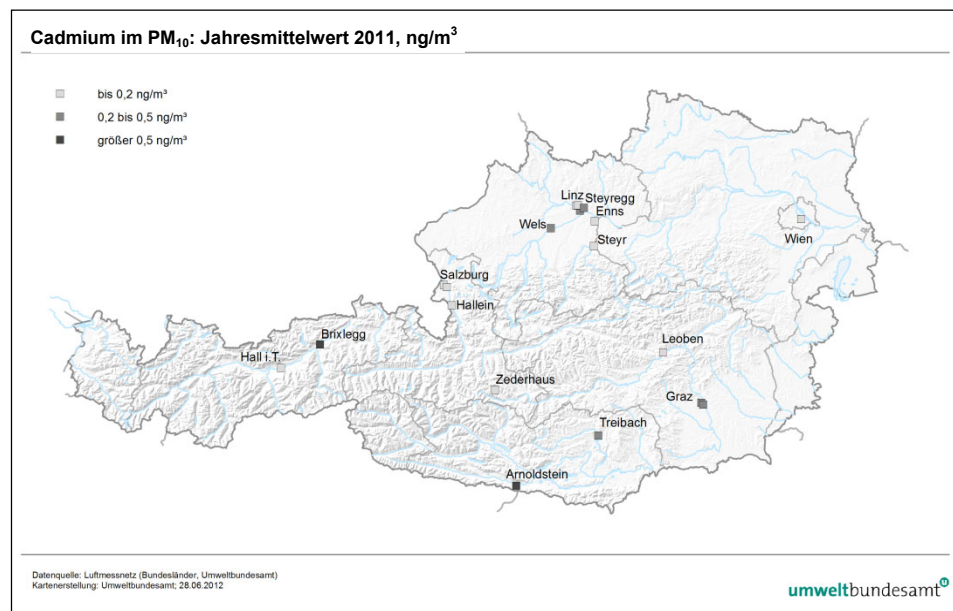 Cadmium im PM₁₀: Jahresmittelwert 2011, ng/m³
bis 0,2 ng/m³
0,2 bis 0,5 ng/m³
größer 0,5 ng/m³
Linz
Steyregg
Enns
Wels
Steyr
Wien
Salzburg
Hallein
Brixlegg
Hall i.T.
Leoben
Zederhaus
Graz
Treibach
Arnoldstein
Datenquelle: Luftmessnetz (Bundesländer, Umweltbundesamt)
Kartenerstellung: Umweltbundesamt; 28.06.2012
umweltbundesamt u